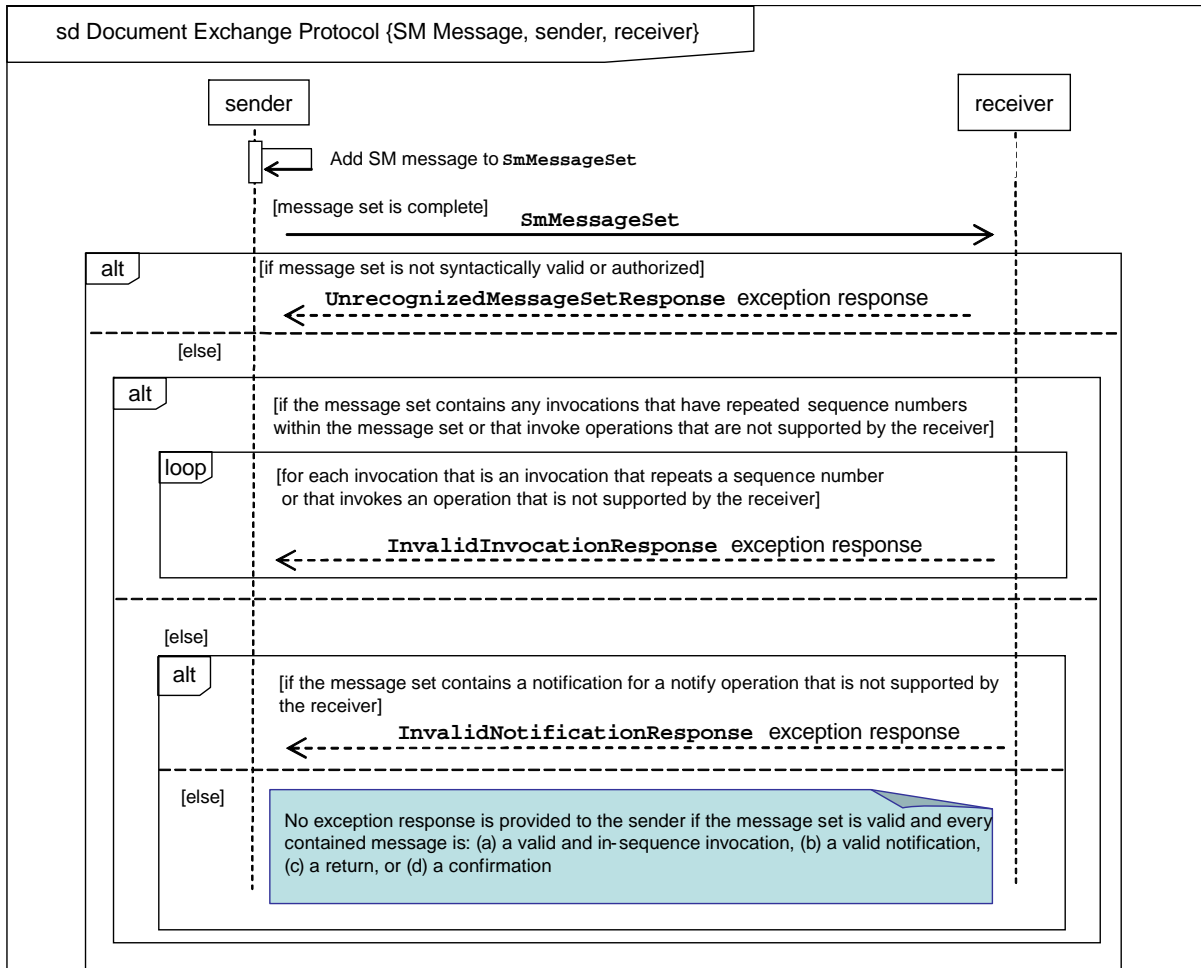 sd Document Exchange Protocol {SM Message, sender, receiver}
sender
receiver
Add SM message to SmMessageSet
[message set is complete]
SmMessageSet
alt
[if message set is not syntactically valid or authorized]
UnrecognizedMessageSetResponse exception response
[else]
alt
[if the message set contains any invocations that have repeated sequence numbers
within the message set or that invoke operations that are not supported by the receiver]
loop
[for each invocation that is an invocation that repeats a sequence number
or that invokes an operation that is not supported by the receiver]
InvalidInvocationResponse exception response
[else]
alt
[if the message set contains a notification for a notify operation that is not supported by
the receiver]
InvalidNotificationResponse exception response
[else]
No exception response is provided to the sender if the message set is valid and every
contained message is: (a) a valid and in-sequence invocation, (b) a valid notification,
(c) a return, or (d) a confirmation